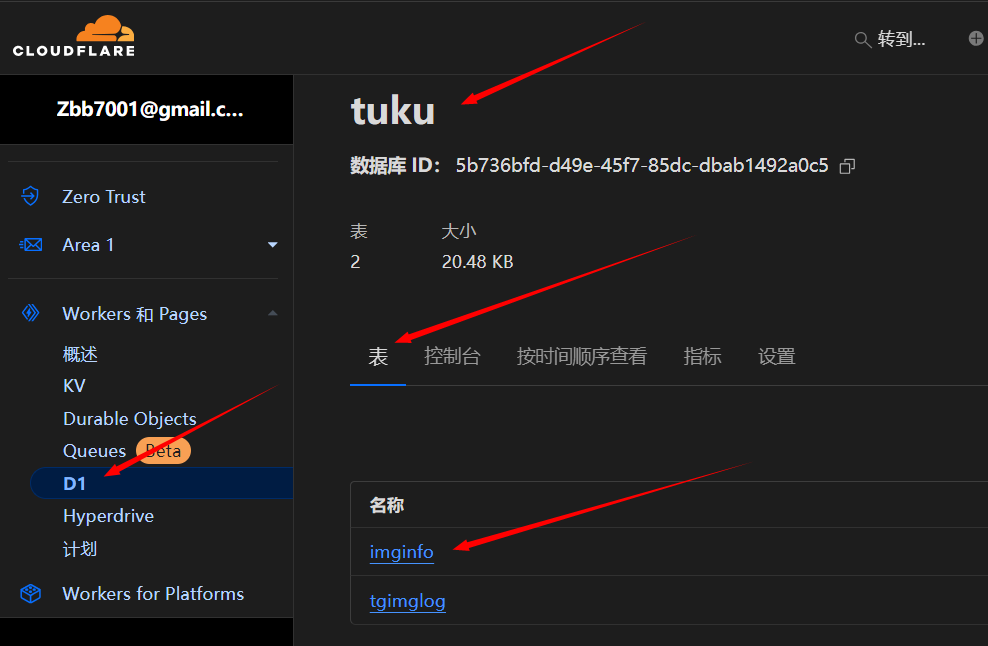 CLOUDFLARE
转到...
Zbb7001@gmail.c...
Zero Trust
Area 1
Workers 和 Pages
概述
KV
Durable Objects
Queues Beta
D1
Hyperdrive
计划
Workers for Platforms
tuku
数据库 ID： 5b736bfd-d49e-45f7-85dc-dbab1492a0c5
表 大小
2 20.48 KB
表 控制台 按时间顺序查看 指标 设置
名称
imginfo
tgimglog